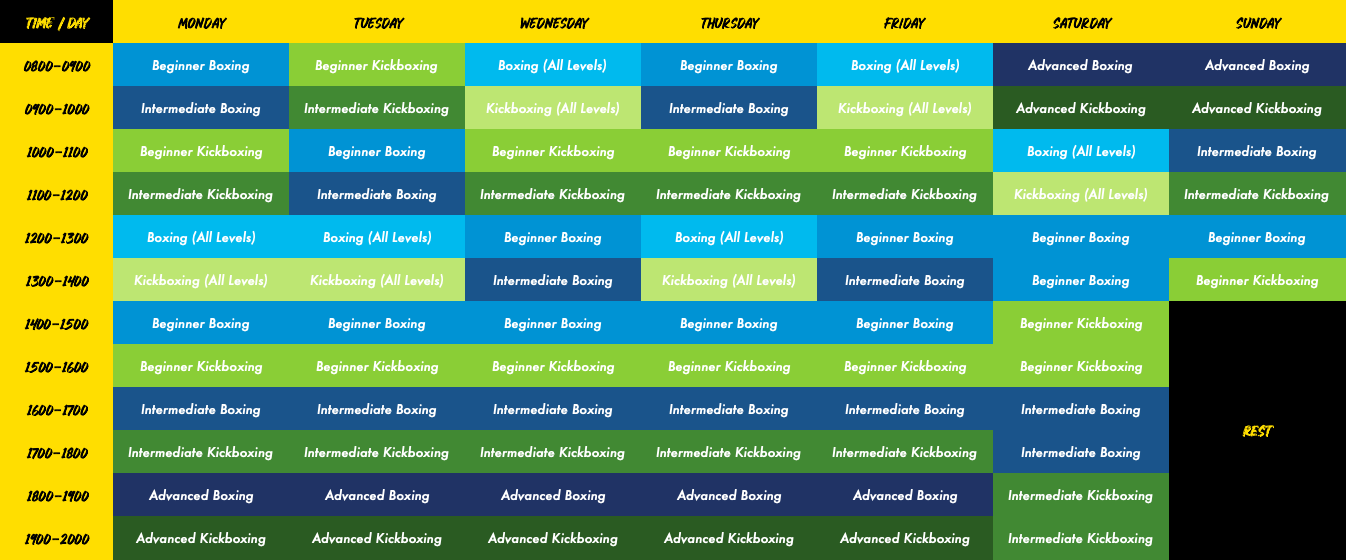 TIME / DAY MONDAY TUESDAY WEDNESDAY THURSDAY FRIDAY SATURDAY SUNDAY
0800-0900 Beginner Boxing Beginner Kickboxing Boxing (All Levels) Beginner Boxing Boxing (All Levels) Advanced Boxing Advanced Boxing
0900-1000 Intermediate Boxing Intermediate Kickboxing Kickboxing (All Levels) Intermediate Boxing Kickboxing (All Levels) Advanced Kickboxing Advanced Kickboxing
1000-1100 Beginner Kickboxing Beginner Boxing Beginner Kickboxing Beginner Kickboxing Beginner Kickboxing Boxing (All Levels) Intermediate Boxing
1100-1200 Intermediate Kickboxing Intermediate Boxing Intermediate Kickboxing Intermediate Kickboxing Intermediate Kickboxing Kickboxing (All Levels) Intermediate Kickboxing
1200-1300 Boxing (All Levels) Boxing (All Levels) Beginner Boxing Boxing (All Levels) Beginner Boxing Beginner Boxing Beginner Boxing
1300-1400 Kickboxing (All Levels) Kickboxing (All Levels) Intermediate Boxing Kickboxing (All Levels) Intermediate Boxing Beginner Boxing Beginner Kickboxing
1400-1500 Beginner Boxing Beginner Boxing Beginner Boxing Beginner Boxing Beginner Boxing Beginner Kickboxing
1500-1600 Beginner Kickboxing Beginner Kickboxing Beginner Kickboxing Beginner Kickboxing Beginner Kickboxing Beginner Kickboxing
1600-1700 Intermediate Boxing Intermediate Boxing Intermediate Boxing Intermediate Boxing Intermediate Boxing Intermediate Boxing
REST
1700-1800 Intermediate Kickboxing Intermediate Kickboxing Intermediate Kickboxing Intermediate Kickboxing Intermediate Kickboxing Intermediate Boxing
1800-1900 Advanced Boxing Advanced Boxing Advanced Boxing Advanced Boxing Advanced Boxing Intermediate Kickboxing
1900-2000 Advanced Kickboxing Advanced Kickboxing Advanced Kickboxing Advanced Kickboxing Advanced Kickboxing Intermediate Kickboxing